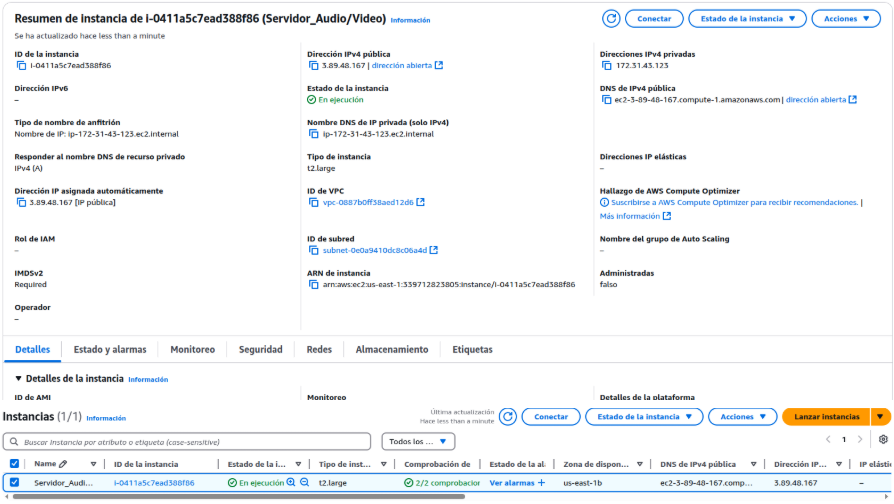 Resumen de instancia de i-0411a5c7ead388f86 (Servidor_Audio/Video) Información
Conectar Estado de la instancia Acciones
Se ha actualizado hace less than a minute
ID de la instancia Dirección IPv4 pública Direcciones IPv4 privadas
i-0411a5c7ead388f86 3.89.48.167 | dirección abierta 172.31.43.123
Dirección IPv6 Estado de la instancia DNS de IPv4 pública
– En ejecución ec2-3-89-48-167.compute-1.amazonaws.com | dirección abierta
Tipo de nombre de anfitrión Nombre DNS de IP privada (solo IPv4)
Nombre de IP: ip-172-31-43-123.ec2.internal ip-172-31-43-123.ec2.internal
Responder al nombre DNS de recurso privado Tipo de instancia Direcciones IP elásticas
IPv4 (A) t2.large –
Dirección IP asignada automáticamente ID de VPC Hallazgo de AWS Compute Optimizer
3.89.48.167 [IP pública] vpc-0887b0ff38aed12d6 Suscribirse a AWS Compute Optimizer para recibir recomendaciones. |
Más información
Rol de IAM ID de subred Nombre del grupo de Auto Scaling
– subnet-0e0a9410dc8c06a4d –
IMDSv2 ARN de instancia Administradas
Required arn:aws:ec2:us-east-1:339712823805:instance/i-0411a5c7ead388f86 falso
Operador
–
Detalles Estado y alarmas Monitoreo Seguridad Redes Almacenamiento Etiquetas
Detalles de la instancia Información
ID de AMI Monitoreo Detalles de la plataforma
Instancias (1/1) Información
Última actualización
Hace less than a minute
Conectar Estado de la instancia Acciones Lanzar instancias
Buscar Instancia por atributo o etiqueta (case-sensitive) Todos los ... 1
Name ID de la instancia Estado de la i... Tipo de inst... Comprobación de Estado de la al Zona de dispon... DNS de IPv4 pública Dirección IP... IP elástic
Servidor_Audi... i-0411a5c7ead388f86 En ejecución t2.large 2/2 comprobacior Ver alarmas + us-east-1b ec2-3-89-48-167.comp... 3.89.48.167 –